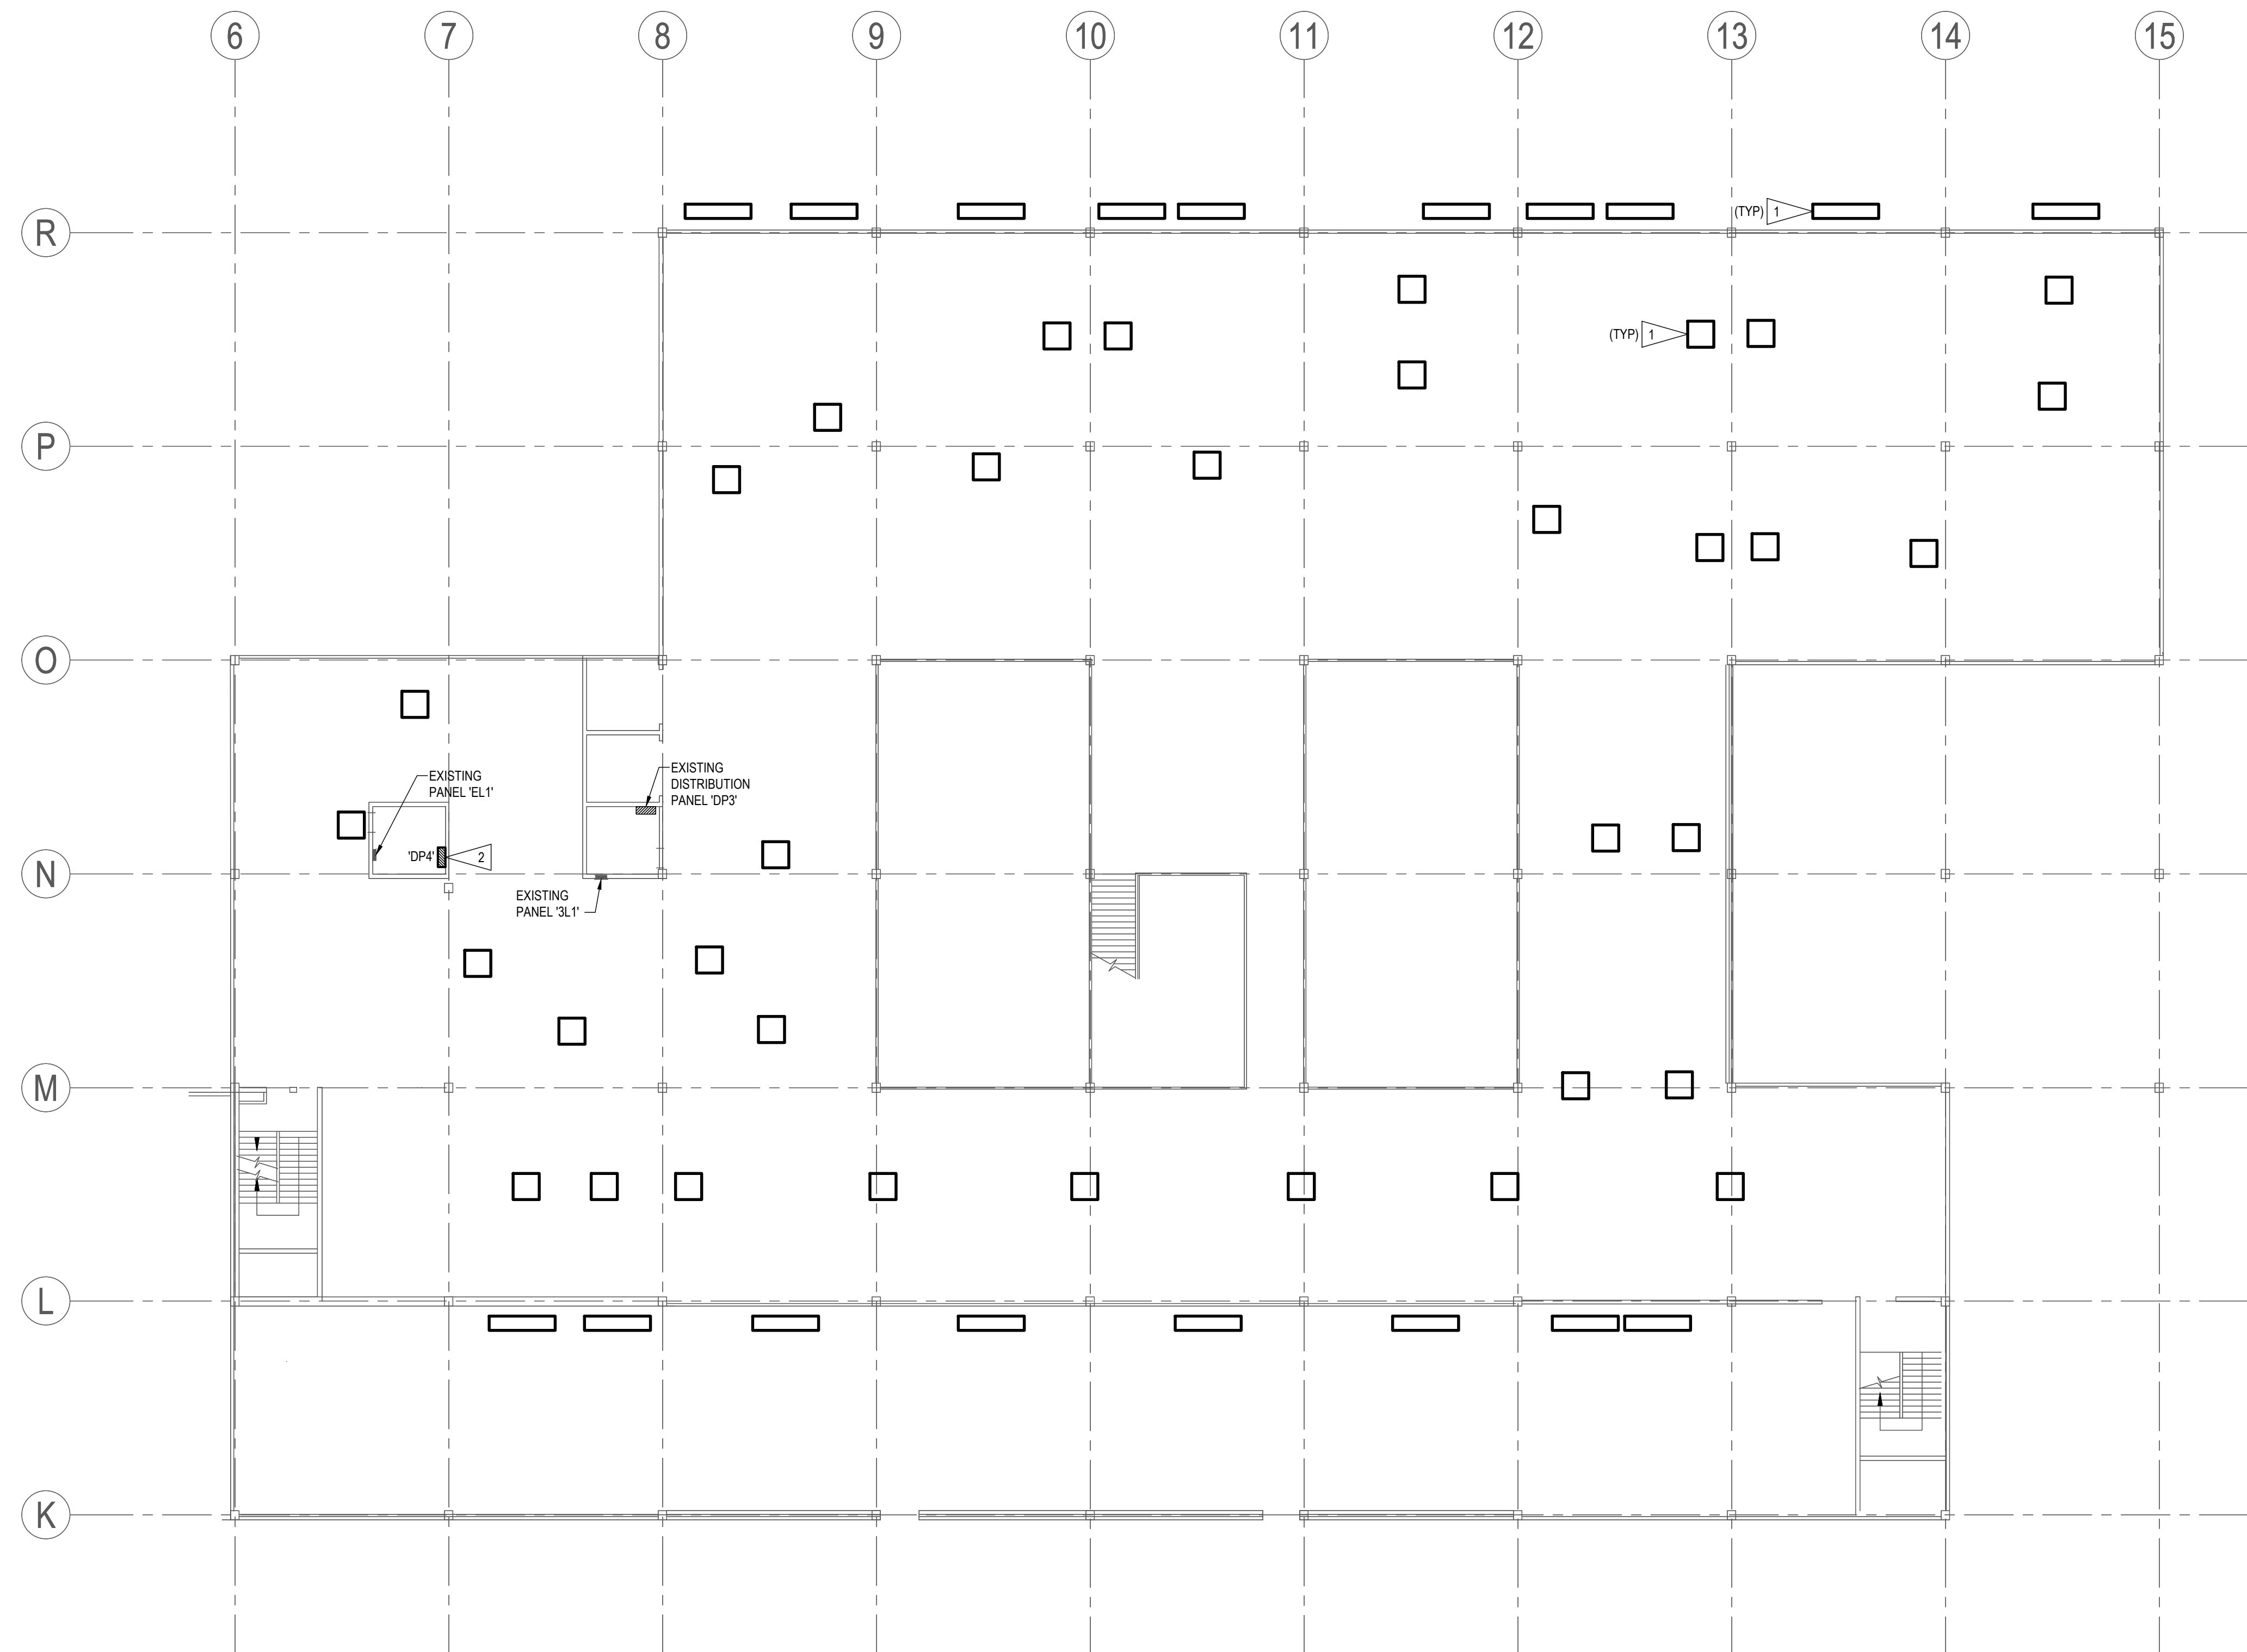 6
7
8
9
10
11
12
13
14
15
R
(TYP) 1
(TYP) 1
P
O
EXISTING
PANEL 'EL1'
EXISTING
DISTRIBUTION
PANEL 'DP3'
'DP4'
2
N
EXISTING
PANEL '3L1'
M
L
K